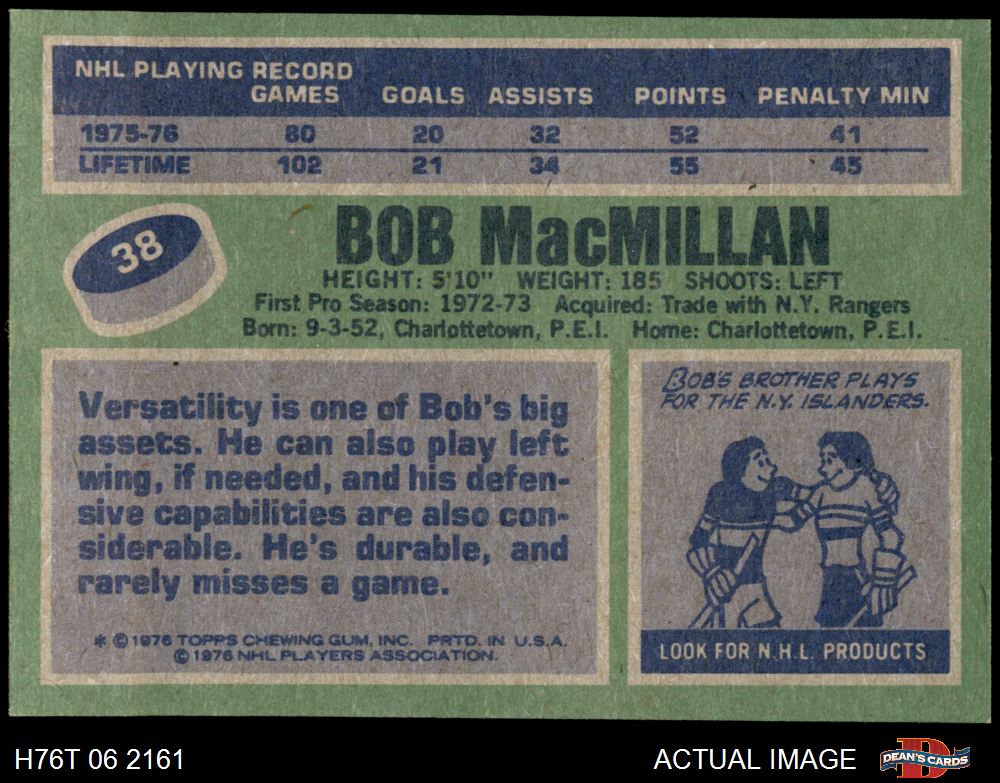 NHL PLAYING RECORD
GAMES GOALS ASSISTS POINTS PENALTY MIN
1975-76 80 20 32 52 41
LIFETIME 102 21 34 55 45
38
BOB MacMILLAN
HEIGHT: 5'10" WEIGHT: 185 SHOOTS: LEFT
First Pro Season: 1972-73 Acquired: Trade with N.Y. Rangers
Born: 9-3-52, Charlottetown, P.E.I. Home: Charlottetown, P.E.I.
Versatility is one of Bob's big
assets. He can also play left
wing, if needed, and his defen-
sive capabilities are also con-
siderable. He's durable, and
rarely misses a game.
* © 1976 TOPPS CHEWING GUM, INC. PRTD. IN U.S.A.
© 1976 NHL PLAYERS ASSOCIATION.
BOB'S BROTHER PLAYS
FOR THE N.Y. ISLANDERS.
LOOK FOR N.H.L. PRODUCTS
H76T 06 2161
ACTUAL IMAGE
D
DEAN'S CARDS